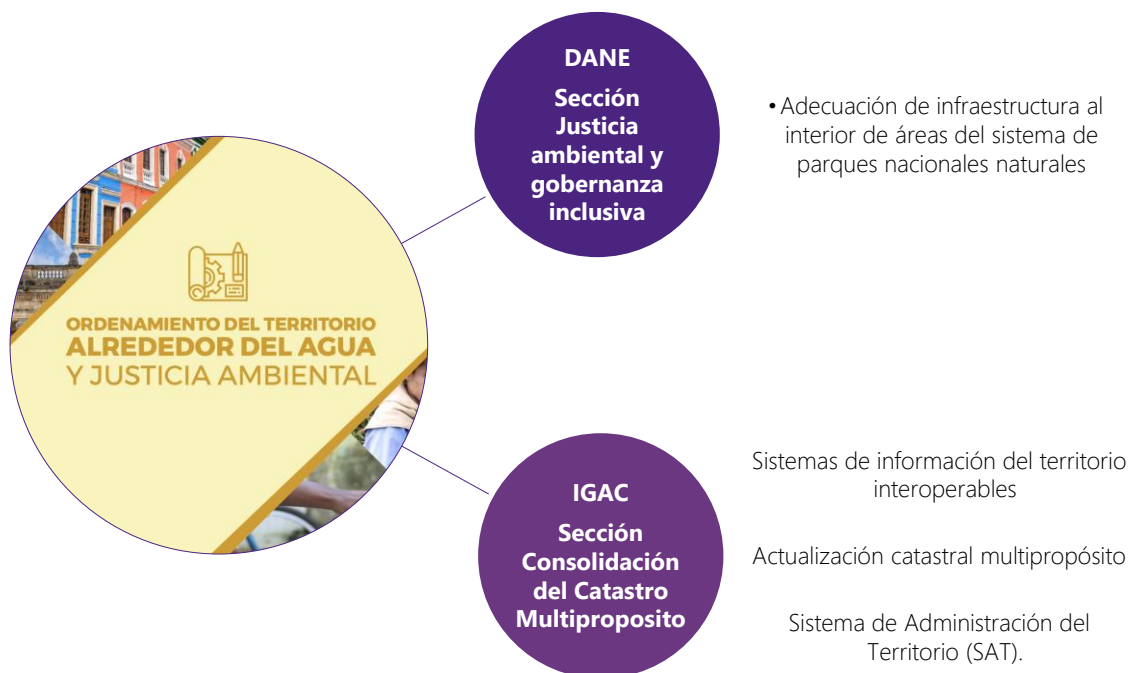 ORDENAMIENTO DEL TERRITORIO
ALREDEDOR DEL AGUA
Y JUSTICIA AMBIENTAL
DANE
Sección
Justicia
ambiental y
gobernanza
inclusiva
• Adecuación de infraestructura al
interior de áreas del sistema de
parques nacionales naturales
IGAC
Sección
Consolidación
del Catastro
Multiproposito
Sistemas de información del territorio
interoperables
Actualización catastral multipropósito
Sistema de Administración del
Territorio (SAT).